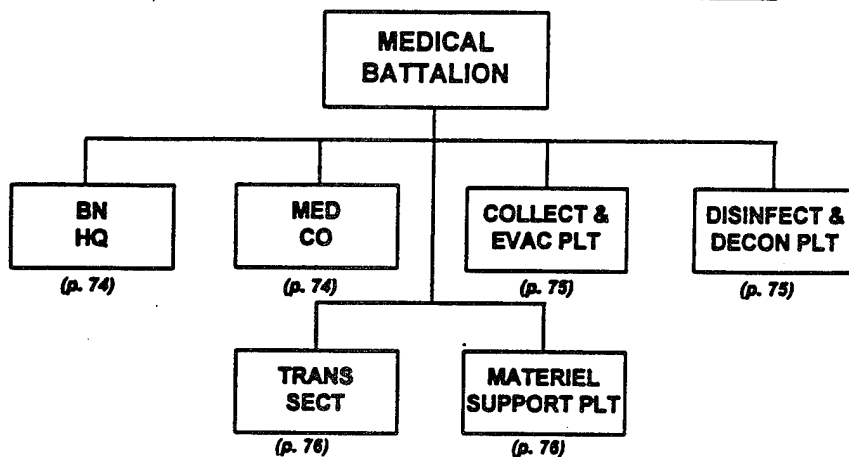 MEDICAL
BATTALION
BN
HQ
(p. 74)
MED
CO
(p. 74)
COLLECT &
EVAC PLT
(p. 75)
DISINFECT &
DECON PLT
(p. 75)
TRANS
SECT
(p. 76)
MATERIEL
SUPPORT PLT
(p. 76)